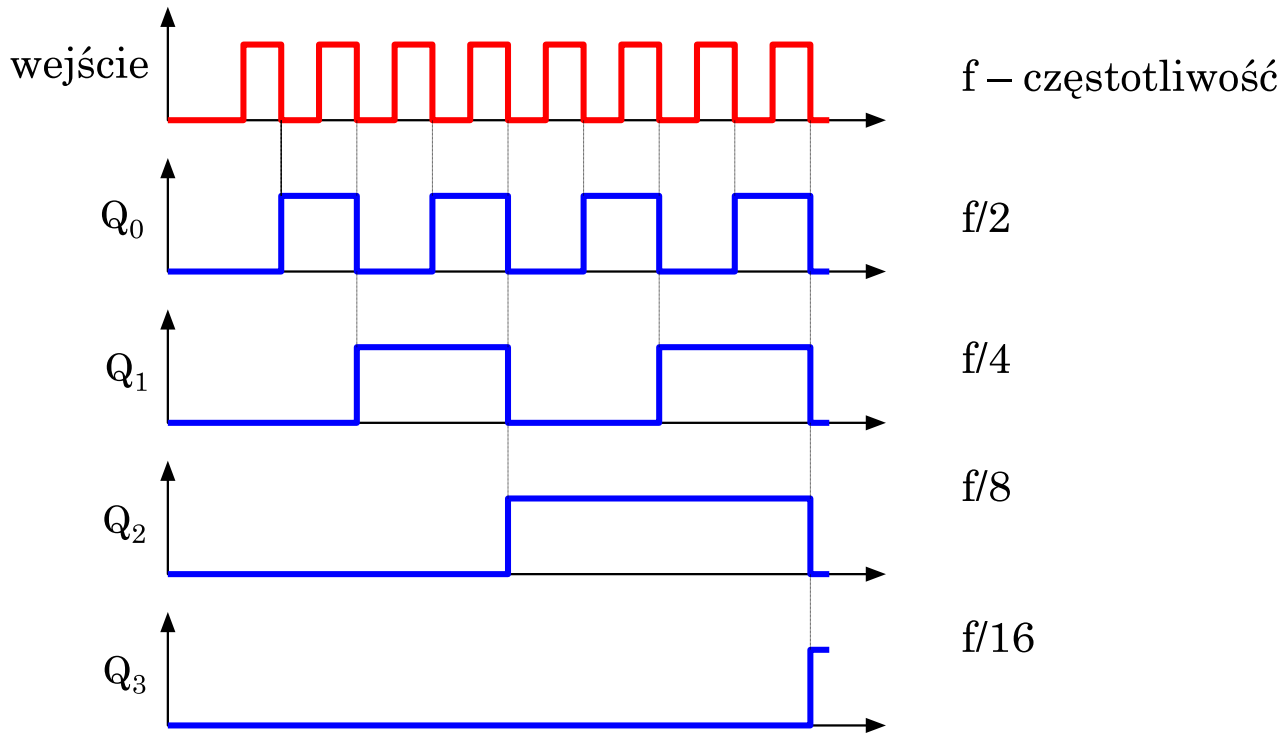 wejście
f – częstotliwość
Q₀
f/2
Q₁
f/4
Q₂
f/8
Q₃
f/16